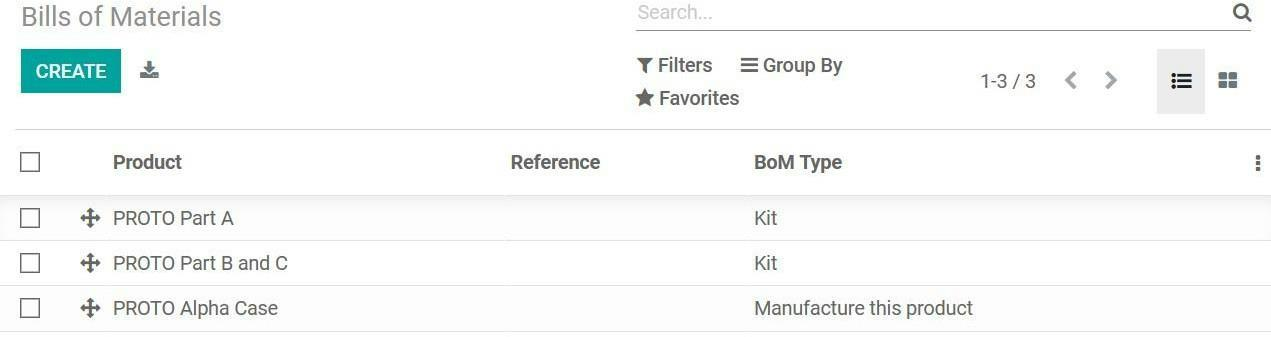 Bills of Materials
Search...
CREATE
Filters Group By
Favorites
1-3 / 3
Product Reference BoM Type
PROTO Part A Kit
PROTO Part B and C Kit
PROTO Alpha Case Manufacture this product